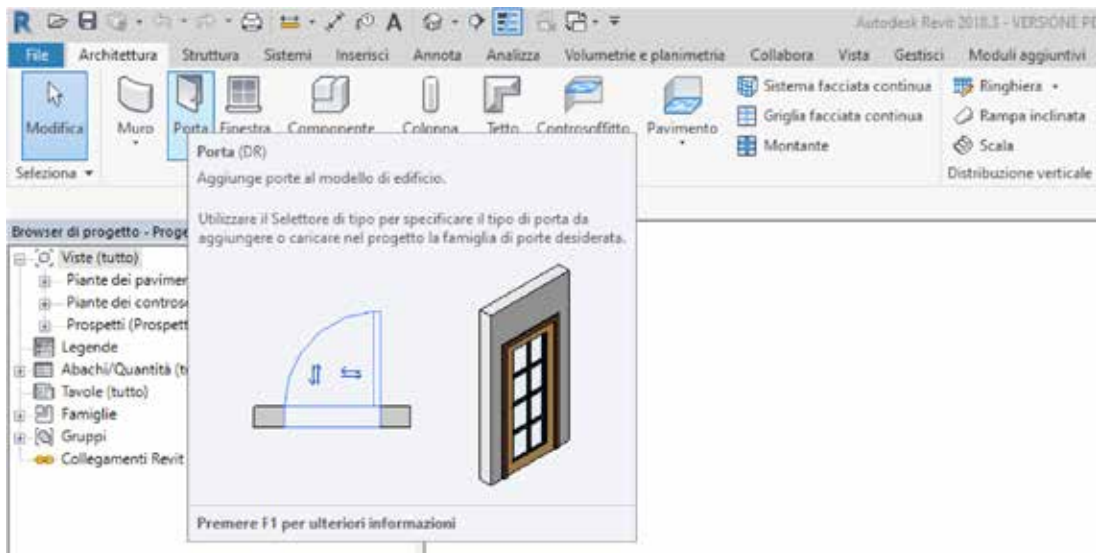 Autodesk Revit 2018.3 - VERSIONE
File Architettura Struttura Sistemi Inserisci Annota Analizza Volumetrie e planimetria Collabora Vista Gestisci Moduli aggiuntivi
Modifica Muro Porta Finestra Componente Colonna Tetto Controsoffitto Pavimento
Sistema facciata continua
Griglia facciata continua
Montante
Ringhiera
Rampa inclinata
Scala
Seleziona
Distribuzione verticale
Porta (DR)
Aggiunge porte al modello di edificio.
Utilizzare il Selettore di tipo per specificare il tipo di porta da
aggiungere o caricare nel progetto la famiglia di porte desiderata.
Premere F1 per ulteriori informazioni
Browser di progetto - Proge
Viste (tutto)
Piante dei pavimen
Piante dei controso
Prospetti (Prospett
Legende
Abachi/Quantità (t
Tavole (tutto)
Famiglie
Gruppi
Collegamenti Revit